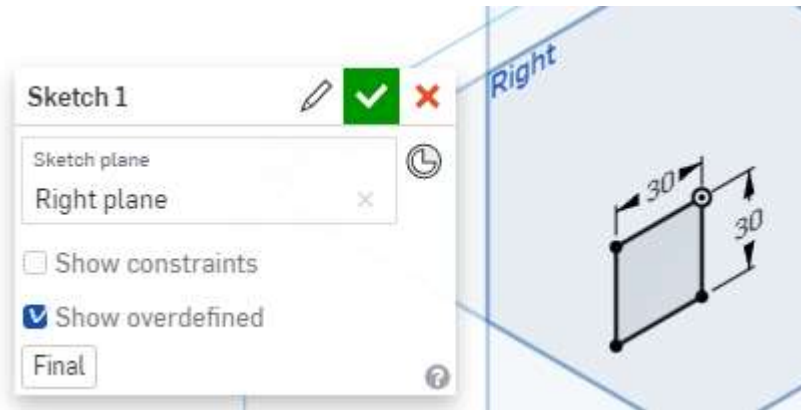 Sketch 1
Sketch plane
Right plane
Show constraints
Show overdefined
Final
Right
30
30